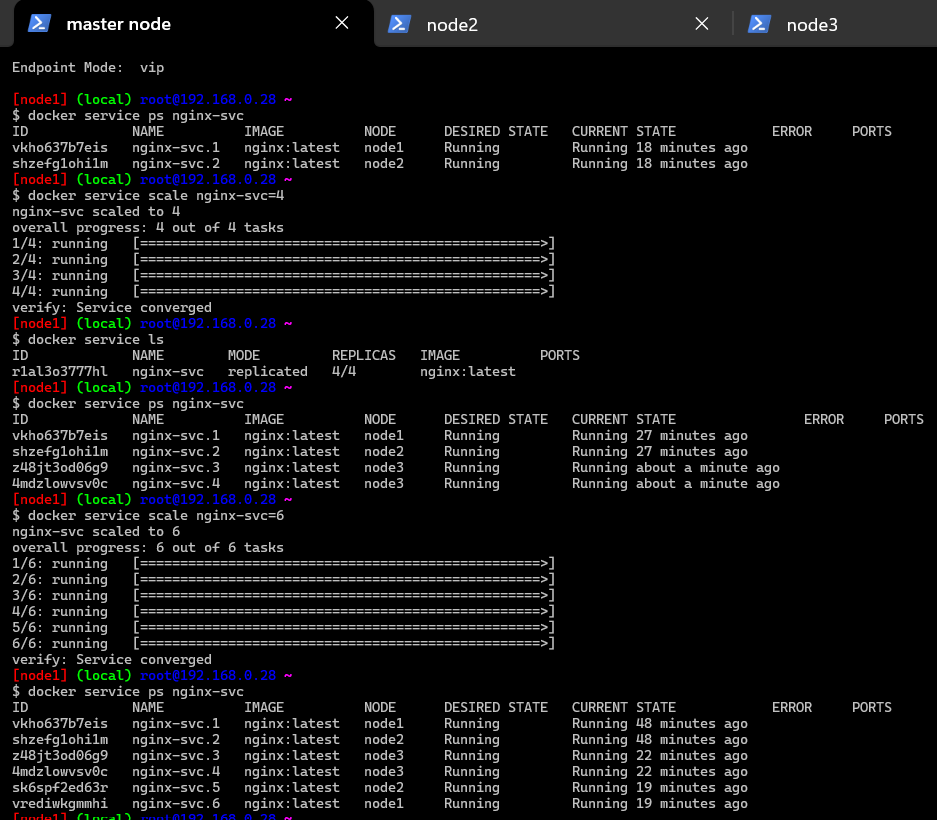 master node
node2
node3
Endpoint Mode:  vip
[node1] (local) root@192.168.0.28 ~
$ docker service ps nginx-svc
ID             NAME          IMAGE          NODE      DESIRED STATE   CURRENT STATE            ERROR     PORTS
vkho637b7eis   nginx-svc.1   nginx:latest   node1     Running         Running 18 minutes ago
shzefg1ohi1m   nginx-svc.2   nginx:latest   node2     Running         Running 18 minutes ago
[node1] (local) root@192.168.0.28 ~
$ docker service scale nginx-svc=4
nginx-svc scaled to 4
overall progress: 4 out of 4 tasks
1/4: running   [==================================================>]
2/4: running   [==================================================>]
3/4: running   [==================================================>]
4/4: running   [==================================================>]
verify: Service converged
[node1] (local) root@192.168.0.28 ~
$ docker service ls
ID             NAME        MODE         REPLICAS   IMAGE          PORTS
r1al3o3777hl   nginx-svc   replicated   4/4        nginx:latest
[node1] (local) root@192.168.0.28 ~
$ docker service ps nginx-svc
ID             NAME          IMAGE          NODE      DESIRED STATE   CURRENT STATE                ERROR     PORTS
vkho637b7eis   nginx-svc.1   nginx:latest   node1     Running         Running 27 minutes ago
shzefg1ohi1m   nginx-svc.2   nginx:latest   node2     Running         Running 27 minutes ago
z48jt3od06g9   nginx-svc.3   nginx:latest   node3     Running         Running about a minute ago
4mdzlowvsv0c   nginx-svc.4   nginx:latest   node3     Running         Running about a minute ago
[node1] (local) root@192.168.0.28 ~
$ docker service scale nginx-svc=6
nginx-svc scaled to 6
overall progress: 6 out of 6 tasks
1/6: running   [==================================================>]
2/6: running   [==================================================>]
3/6: running   [==================================================>]
4/6: running   [==================================================>]
5/6: running   [==================================================>]
6/6: running   [==================================================>]
verify: Service converged
[node1] (local) root@192.168.0.28 ~
$ docker service ps nginx-svc
ID             NAME          IMAGE          NODE      DESIRED STATE   CURRENT STATE            ERROR     PORTS
vkho637b7eis   nginx-svc.1   nginx:latest   node1     Running         Running 48 minutes ago
shzefg1ohi1m   nginx-svc.2   nginx:latest   node2     Running         Running 48 minutes ago
z48jt3od06g9   nginx-svc.3   nginx:latest   node3     Running         Running 22 minutes ago
4mdzlowvsv0c   nginx-svc.4   nginx:latest   node3     Running         Running 22 minutes ago
sk6spf2ed63r   nginx-svc.5   nginx:latest   node2     Running         Running 19 minutes ago
vrediwkgmmhi   nginx-svc.6   nginx:latest   node1     Running         Running 19 minutes ago
[node1] (local) root@192.168.0.28 ~